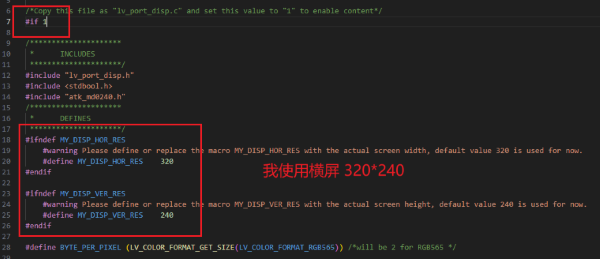 6 /*Copy this file as "lv_port_disp.c" and set this value to "1" to enable content*/
7 #if 1
8
9 /*********************
10 *      INCLUDES
11 *********************/
12 #include "lv_port_disp.h"
13 #include <stdbool.h>
14 #include "atk_md0240.h"
15 /*********************
16 *      DEFINES
17 *********************/
18 #ifndef MY_DISP_HOR_RES
19 #warning Please define or replace the macro MY_DISP_HOR_RES with the actual screen width, default value 320 is used for now.
20 #define MY_DISP_HOR_RES    320
21 #endif
我使用横屏 320*240
22
23 #ifndef MY_DISP_VER_RES
24 #warning Please define or replace the macro MY_DISP_VER_RES with the actual screen height, default value 240 is used for now.
25 #define MY_DISP_VER_RES    240
26 #endif
27
28 #define BYTE_PER_PIXEL (LV_COLOR_FORMAT_GET_SIZE(LV_COLOR_FORMAT_RGB565)) /*will be 2 for RGB565 */